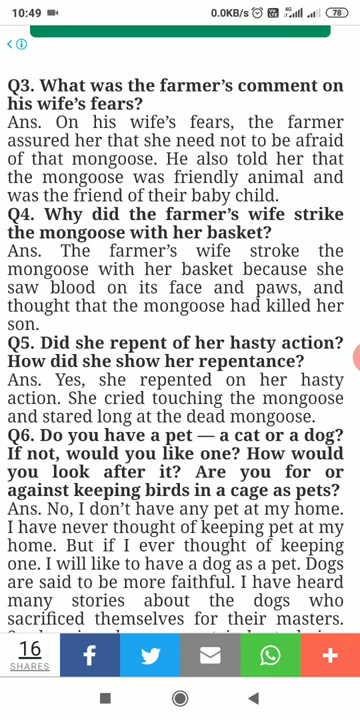 10:49
0.0KB/s
4G
78
Q3. What was the farmer's comment on
his wife's fears?
Ans. On his wife's fears, the farmer
assured her that she need not to be afraid
of that mongoose. He also told her that
the mongoose was friendly animal and
was the friend of their baby child.
Q4. Why did the farmer's wife strike
the mongoose with her basket?
Ans. The farmer's wife stroke the
mongoose with her basket because she
saw blood on its face and paws, and
thought that the mongoose had killed her
son.
Q5. Did she repent of her hasty action?
How did she show her repentance?
Ans. Yes, she repented on her hasty
action. She cried touching the mongoose
and stared long at the dead mongoose.
Q6. Do you have a pet — a cat or a dog?
If not, would you like one? How would
you look after it? Are you for or
against keeping birds in a cage as pets?
Ans. No, I don't have any pet at my home.
I have never thought of keeping pet at my
home. But if I ever thought of keeping
one. I will like to have a dog as a pet. Dogs
are said to be more faithful. I have heard
many stories about the dogs who
sacrificed themselves for their masters.
16
SHARES